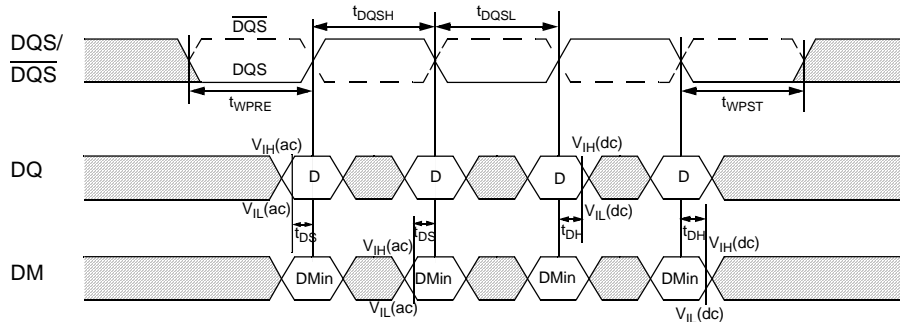 DQS/
DQS
DQS
DQS
tDQSH
tDQSL
tWPRE
tWPST
DQ
VIH(ac)
VIL(ac)
D
D
D
D
VIH(dc)
VIL(dc)
tDS
tDS
tDH
tDH
DM
VIH(ac)
VIL(ac)
DMin
DMin
DMin
DMin
VIH(dc)
VIL(dc)